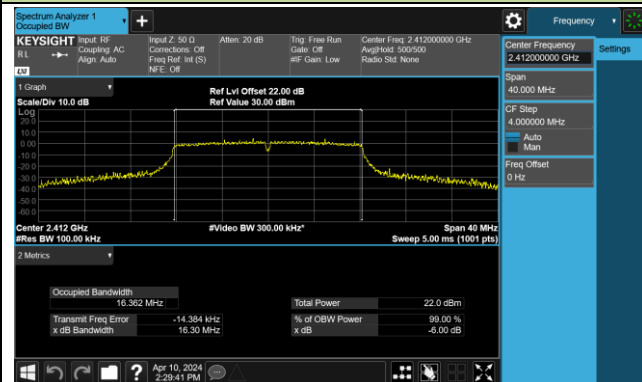 Spectrum Analyzer 1
Occupied BW
Frequency
KEYSIGHT
RL
Input: RF
Coupling: AC
Align: Auto
Input Z: 50 Ω
Corrections: Off
Freq Ref: Int (S)
NFE: Off
Atten: 20 dB
Trig: Free Run
Gate: Off
#IF Gain: Low
Center Freq: 2.412000000 GHz
Avg|Hold: 500/500
Radio Std: None
Center Frequency
2.412000000 GHz
Settings
Span
40.000 MHz
CF Step
4.000000 MHz
Auto
Man
Freq Offset
0 Hz
1 Graph
Scale/Div 10.0 dB
Ref Lvl Offset 22.00 dB
Ref Value 30.00 dBm
Log
20.0
10.0
0.00
-10.0
-20.0
-30.0
-40.0
-50.0
-60.0
Center 2.412 GHz
#Res BW 100.00 kHz
#Video BW 300.00 kHz*
Span 40 MHz
Sweep 5.00 ms (1001 pts)
2 Metrics
Occupied Bandwidth
16.362 MHz
Total Power 22.0 dBm
Transmit Freq Error -14.384 kHz
% of OBW Power 99.00 %
x dB Bandwidth 16.30 MHz
x dB -6.00 dB
Apr 10, 2024
2:29:41 PM